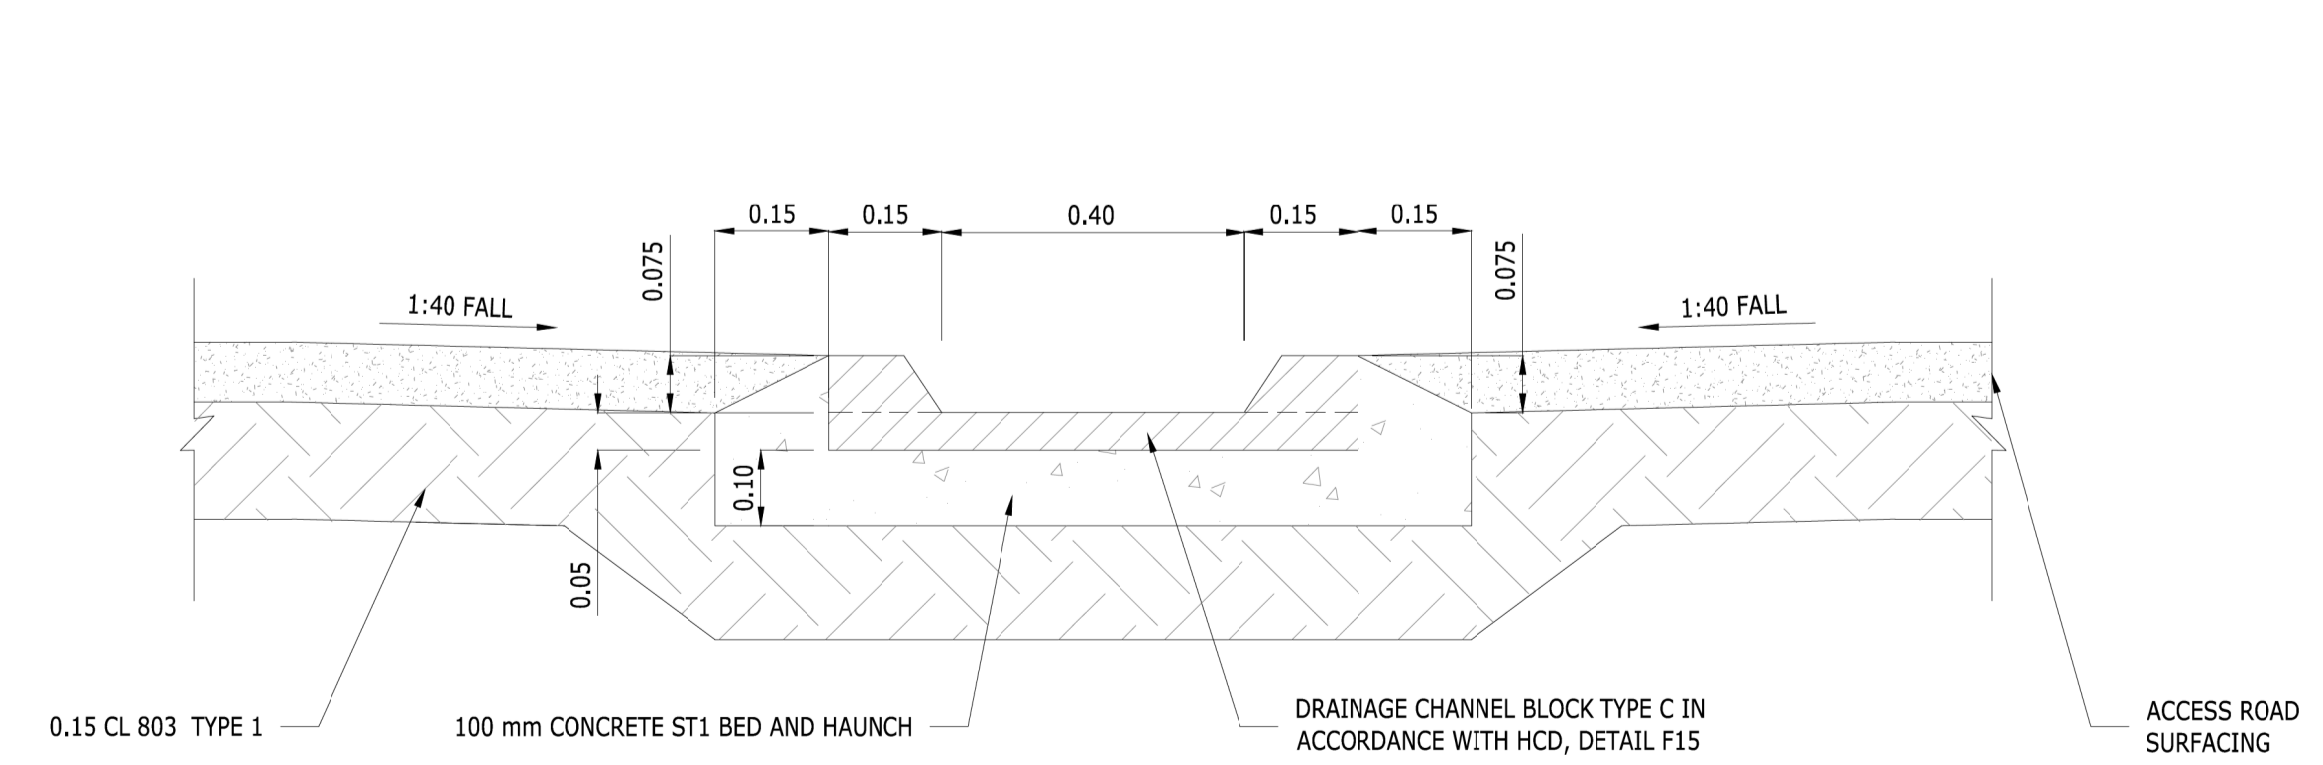 0.15
0.15
0.40
0.15
0.15
0.075
0.075
1:40 FALL
1:40 FALL
0.10
0.05
0.15 CL 803 TYPE 1
100 mm CONCRETE ST1 BED AND HAUNCH
DRAINAGE CHANNEL BLOCK TYPE C IN
ACCORDANCE WITH HCD, DETAIL F15
ACCESS ROAD
SURFACING